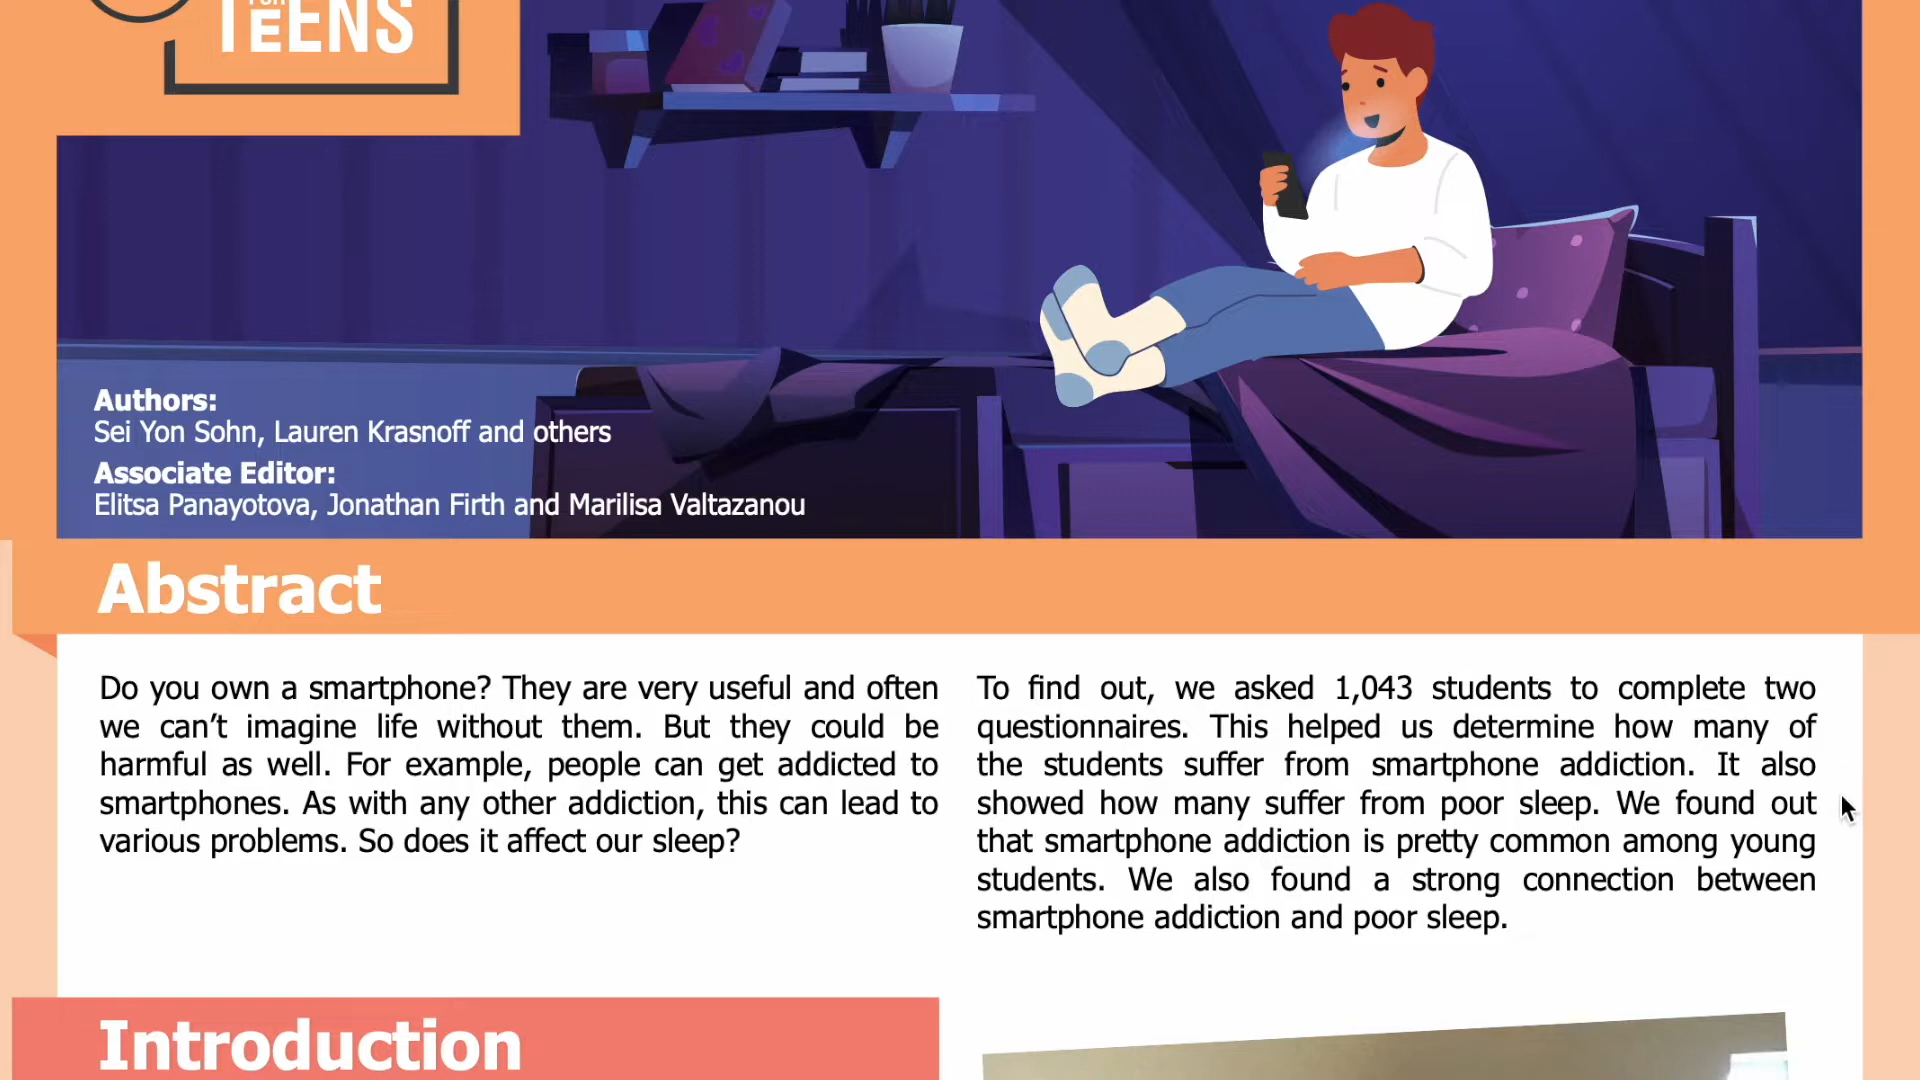 FOR
TEENS
Authors:
Sei Yon Sohn, Lauren Krasnoff and others
Associate Editor:
Elitsa Panayotova, Jonathan Firth and Marilisa Valtazanou
Abstract
Do you own a smartphone? They are very useful and often
we can’t imagine life without them. But they could be
harmful as well. For example, people can get addicted to
smartphones. As with any other addiction, this can lead to
various problems. So does it affect our sleep?
To find out, we asked 1,043 students to complete two
questionnaires. This helped us determine how many of
the students suffer from smartphone addiction. It also
showed how many suffer from poor sleep. We found out
that smartphone addiction is pretty common among young
students. We also found a strong connection between
smartphone addiction and poor sleep.
Introduction